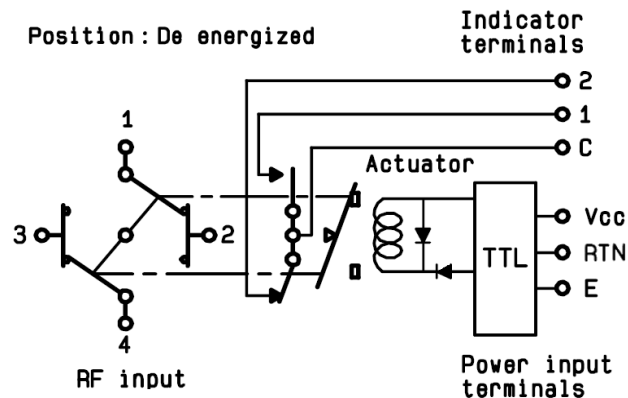 Position : De energized
Indicator
terminals
2
1
C
1
Actuator
3
2
TTL
Vcc
RTN
E
4
RF input
Power input
terminals